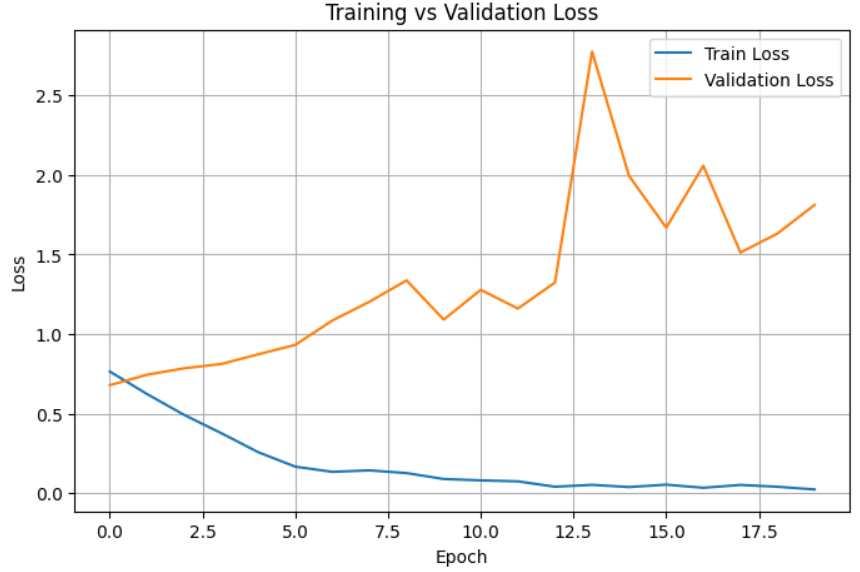 Training vs Validation Loss
Train Loss
Validation Loss
2.5
2.0
1.5
1.0
0.5
0.0
Loss
0.0 2.5 5.0 7.5 10.0 12.5 15.0 17.5
Epoch